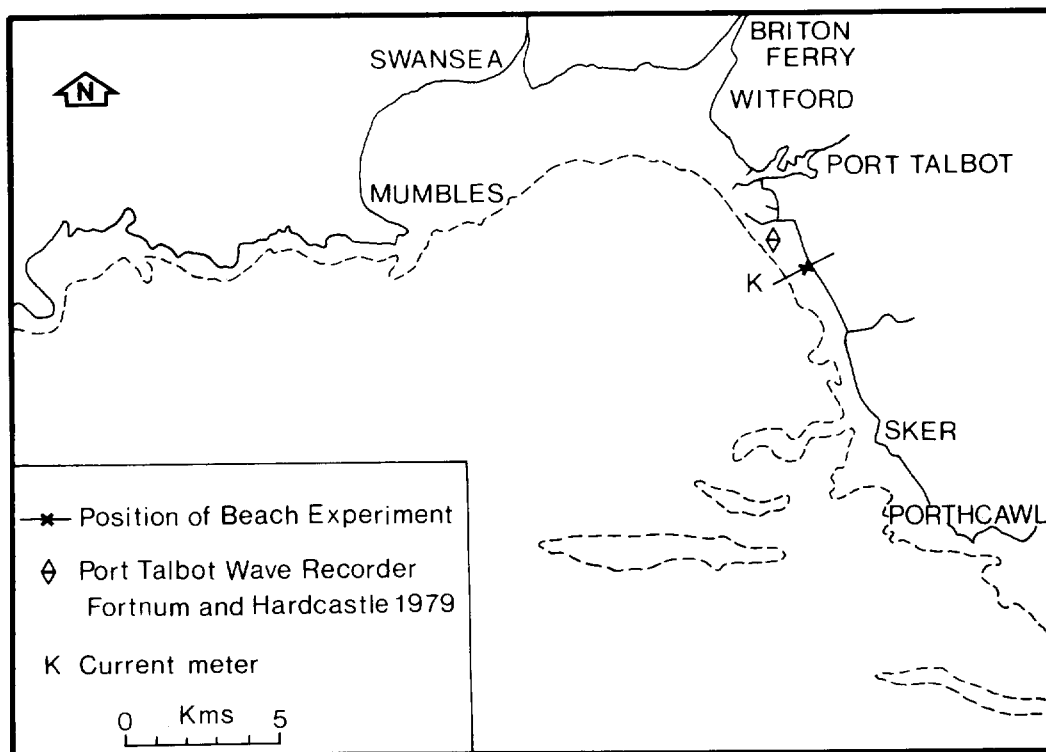 BRITON
FERRY
SWANSEA
N
WITFORD
PORT TALBOT
MUMBLES
K
SKER
PORTHCAWL
Position of Beach Experiment
Port Talbot Wave Recorder
Fortnum and Hardcastle 1979
K Current meter
0 Kms 5